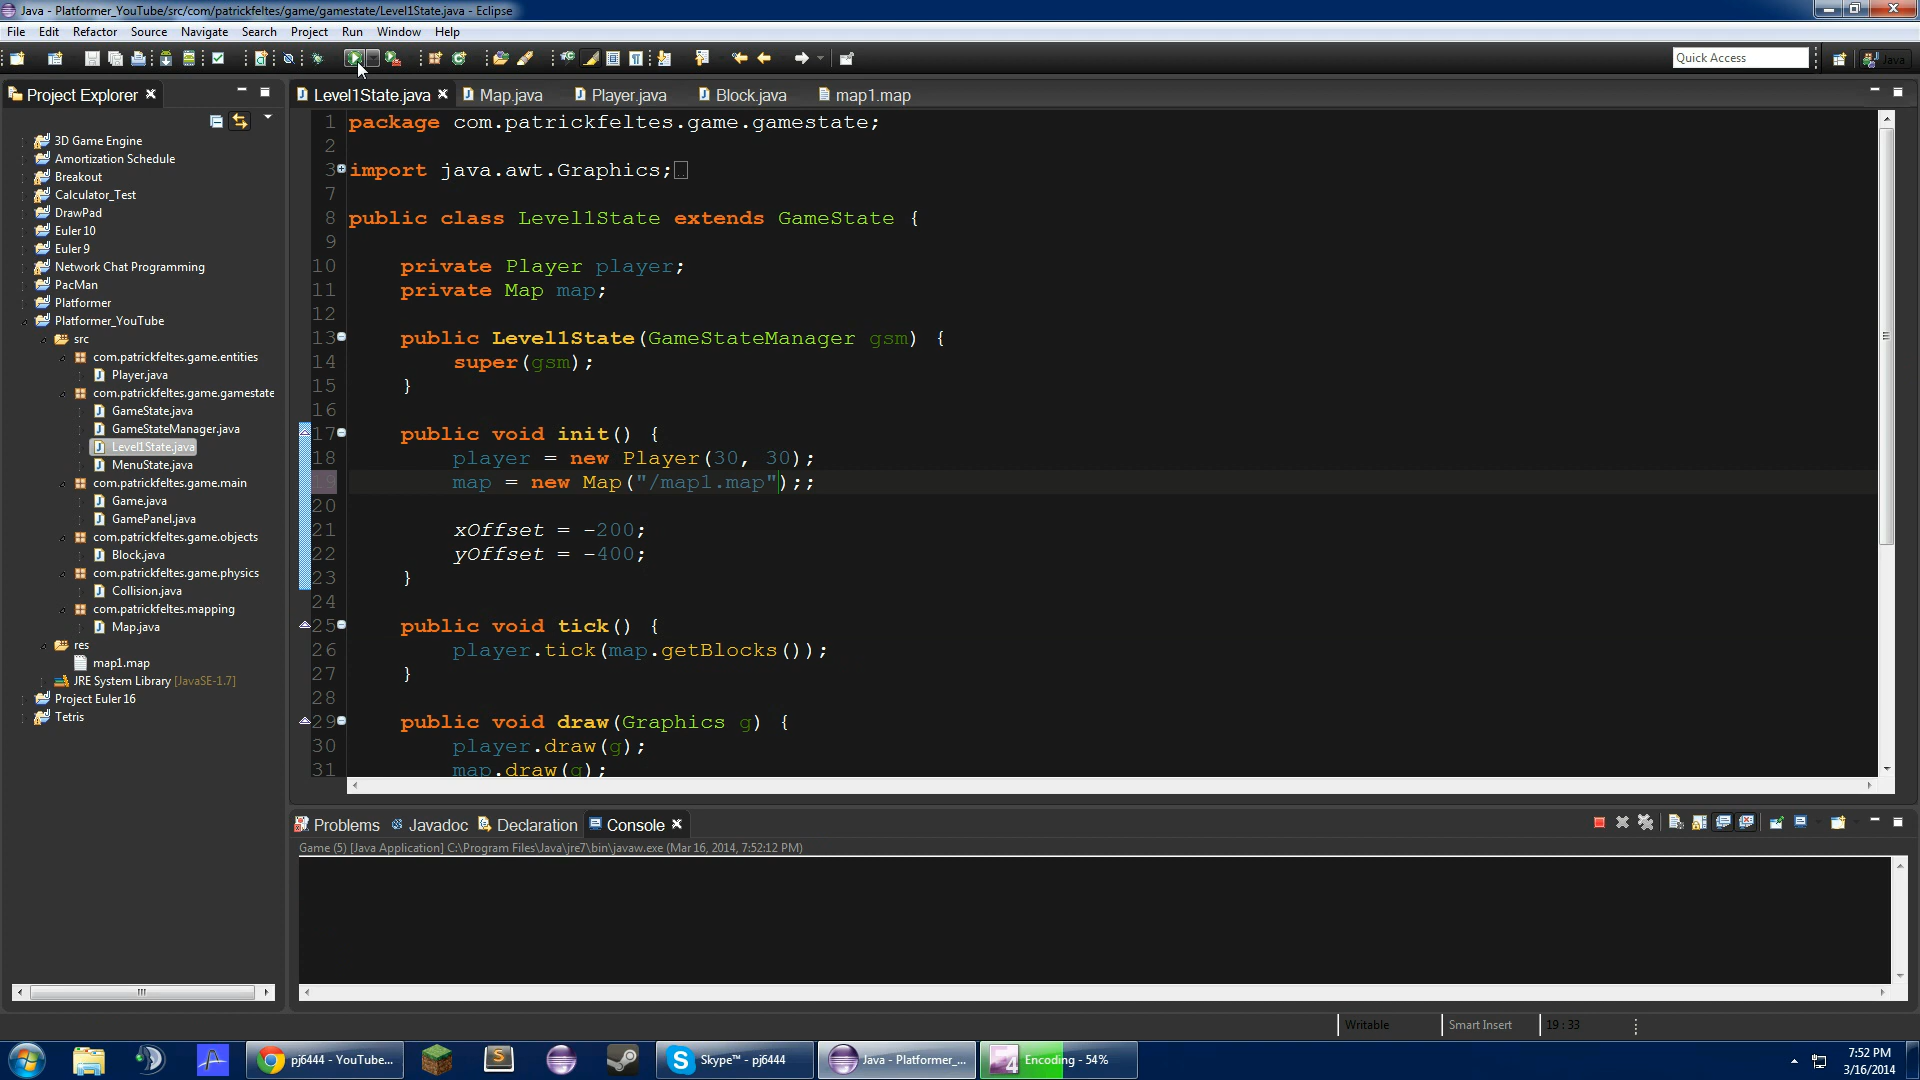 Java - Platformer_YouTube/src/com/patrickfeltes/game/gamestate/Level1State.java - Eclipse
File Edit Refactor Source Navigate Search Project Run Window Help
Quick Access
Java
Project Explorer
Level1State.java Map.java Player.java Block.java map1.map
3D Game Engine
Amortization Schedule
Breakout
Calculator_Test
DrawPad
Euler 10
Euler 9
Network Chat Programming
PacMan
Platformer
Platformer_YouTube
src
com.patrickfeltes.game.entities
Player.java
com.patrickfeltes.game.gamestate
GameState.java
GameStateManager.java
Level1State.java
MenuState.java
com.patrickfeltes.game.main
Game.java
GamePanel.java
com.patrickfeltes.game.objects
Block.java
com.patrickfeltes.game.physics
Collision.java
com.patrickfeltes.mapping
Map.java
res
map1.map
JRE System Library [JavaSE-1.7]
Project Euler 16
Tetris
1 package com.patrickfeltes.game.gamestate;
2
3 import java.awt.Graphics;
7
8 public class Level1State extends GameState {
9
10 private Player player;
11 private Map map;
12
13 public Level1State(GameStateManager gsm) {
14 super(gsm);
15 }
16
17 public void init() {
18 player = new Player(30, 30);
19 map = new Map("/map1.map");;
20
21 xOffset = -200;
22 yOffset = -400;
23 }
24
25 public void tick() {
26 player.tick(map.getBlocks());
27 }
28
29 public void draw(Graphics g) {
30 player.draw(g);
31 map.draw(g);
Problems Javadoc Declaration Console
Game (5) [Java Application] C:\Program Files\Java\jre7\bin\javaw.exe (Mar 16, 2014, 7:52:12 PM)
Writable Smart Insert 19 : 33
pj6444 - YouTube...
Skype™ - pj6444
Java - Platformer_...
Encoding - 54%
7:52 PM
3/16/2014